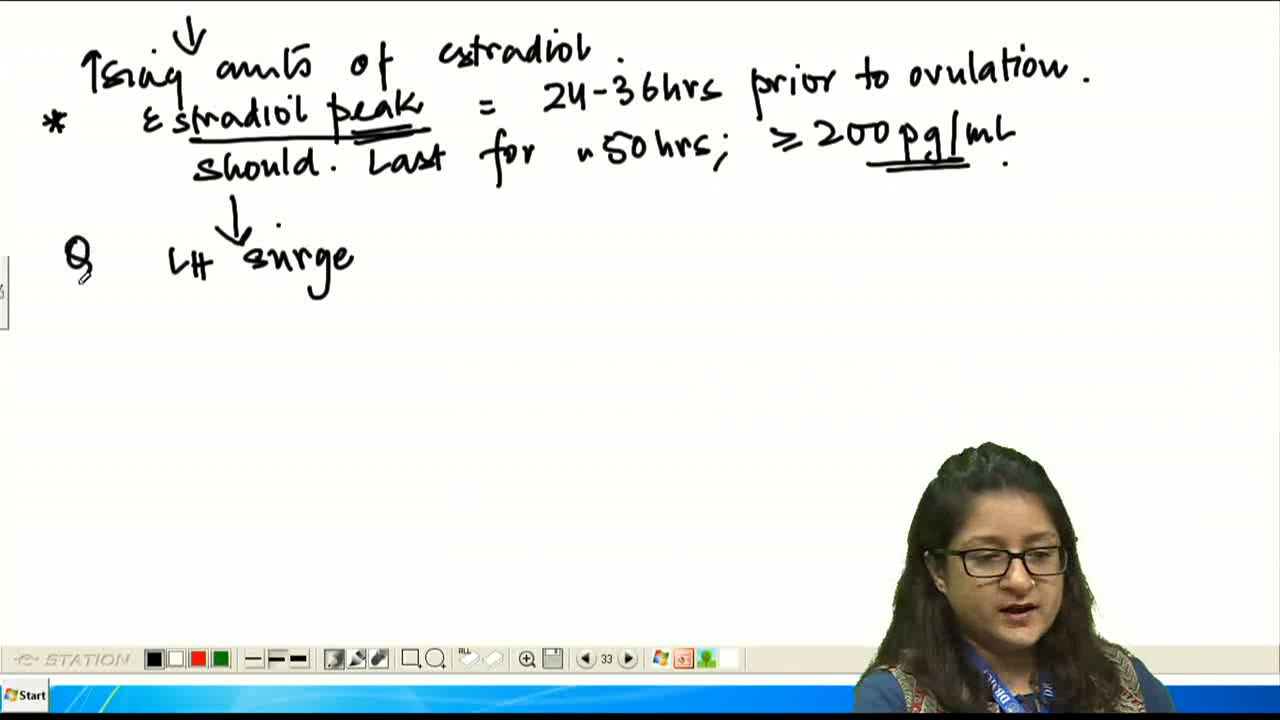 ↑sing amts of estradiol.
* Estradiol peak = 24-36hrs prior to ovulation.
should. Last for ~50hrs; ≥ 200pg/mL.
Q LH surge
STATION
ALL
33
Start